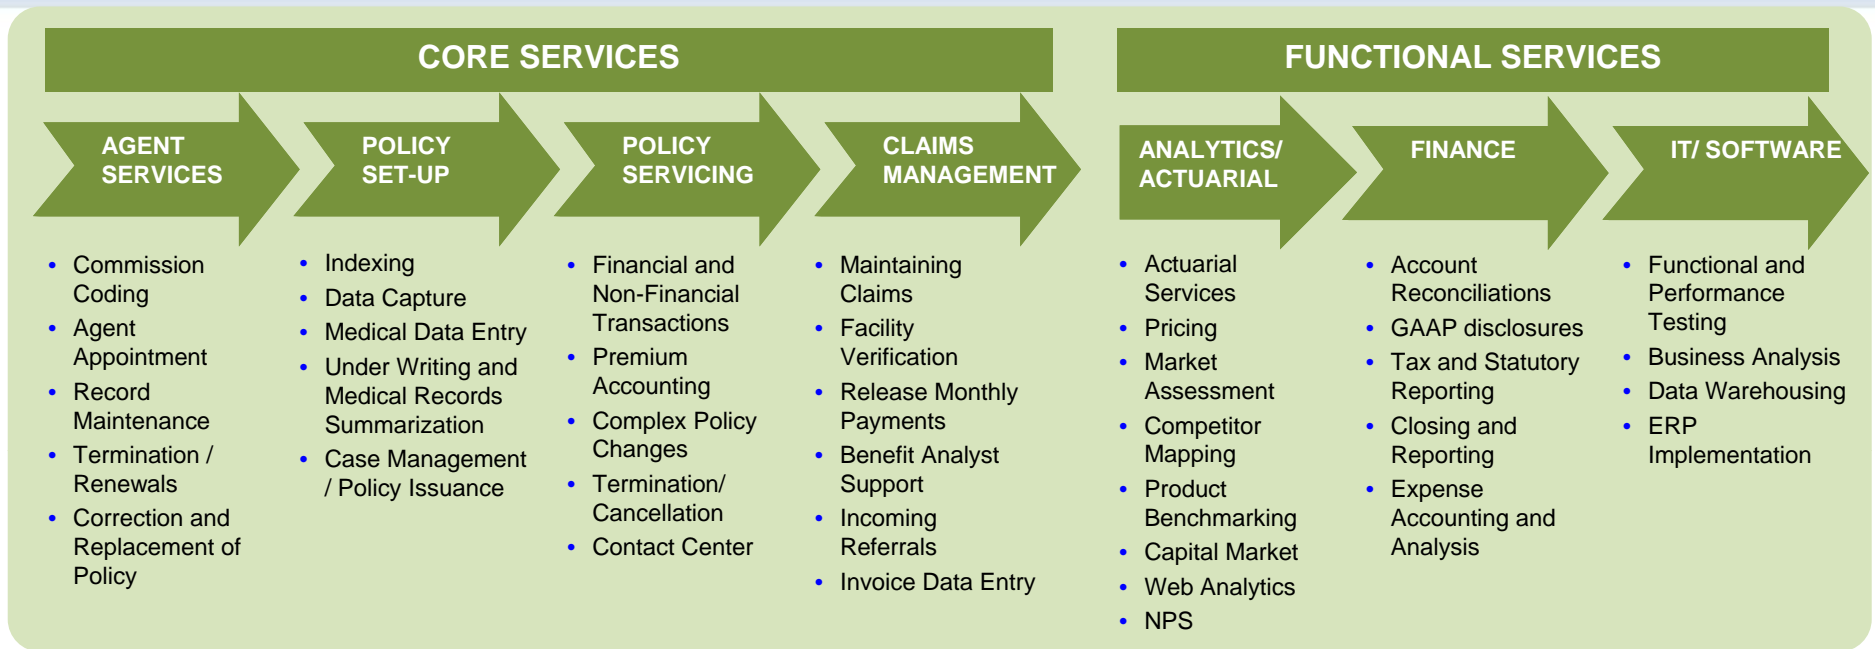 CORE SERVICES
AGENT
SERVICES
• Commission
Coding
• Agent
Appointment
• Record
Maintenance
• Termination /
Renewals
• Correction and
Replacement of
Policy
POLICY
SET-UP
• Indexing
• Data Capture
• Medical Data Entry
• Under Writing and
Medical Records
Summarization
• Case Management
/ Policy Issuance
POLICY
SERVICING
• Financial and
Non-Financial
Transactions
• Premium
Accounting
• Complex Policy
Changes
• Termination/
Cancellation
• Contact Center
CLAIMS
MANAGEMENT
• Maintaining
Claims
• Facility
Verification
• Release Monthly
Payments
• Benefit Analyst
Support
• Incoming
Referrals
• Invoice Data Entry
FUNCTIONAL SERVICES
ANALYTICS/
ACTUARIAL
• Actuarial
Services
• Pricing
• Market
Assessment
• Competitor
Mapping
• Product
Benchmarking
• Capital Market
• Web Analytics
• NPS
FINANCE
• Account
Reconciliations
• GAAP disclosures
• Tax and Statutory
Reporting
• Closing and
Reporting
• Expense
Accounting and
Analysis
IT/ SOFTWARE
• Functional and
Performance
Testing
• Business Analysis
• Data Warehousing
• ERP
Implementation